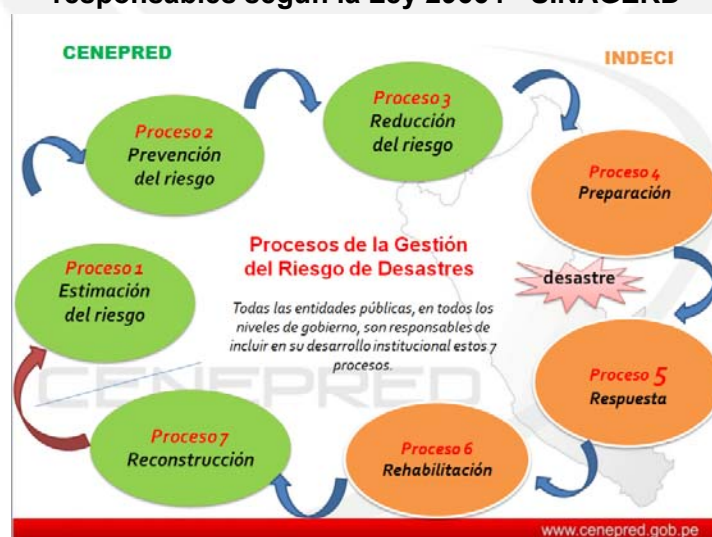 CENEPRED
INDECI
Proceso 1
Estimación
del riesgo
Proceso 2
Prevención
del riesgo
Proceso 3
Reducción
del riesgo
Proceso 4
Preparación
desastre
Proceso 5
Respuesta
Proceso 6
Rehabilitación
Proceso 7
Reconstrucción
Procesos de la Gestión
del Riesgo de Desastres
Todas las entidades públicas, en todos los
niveles de gobierno, son responsables de
incluir en su desarrollo institucional estos 7
procesos.
CENEPRED
www.cenepred.gob.pe